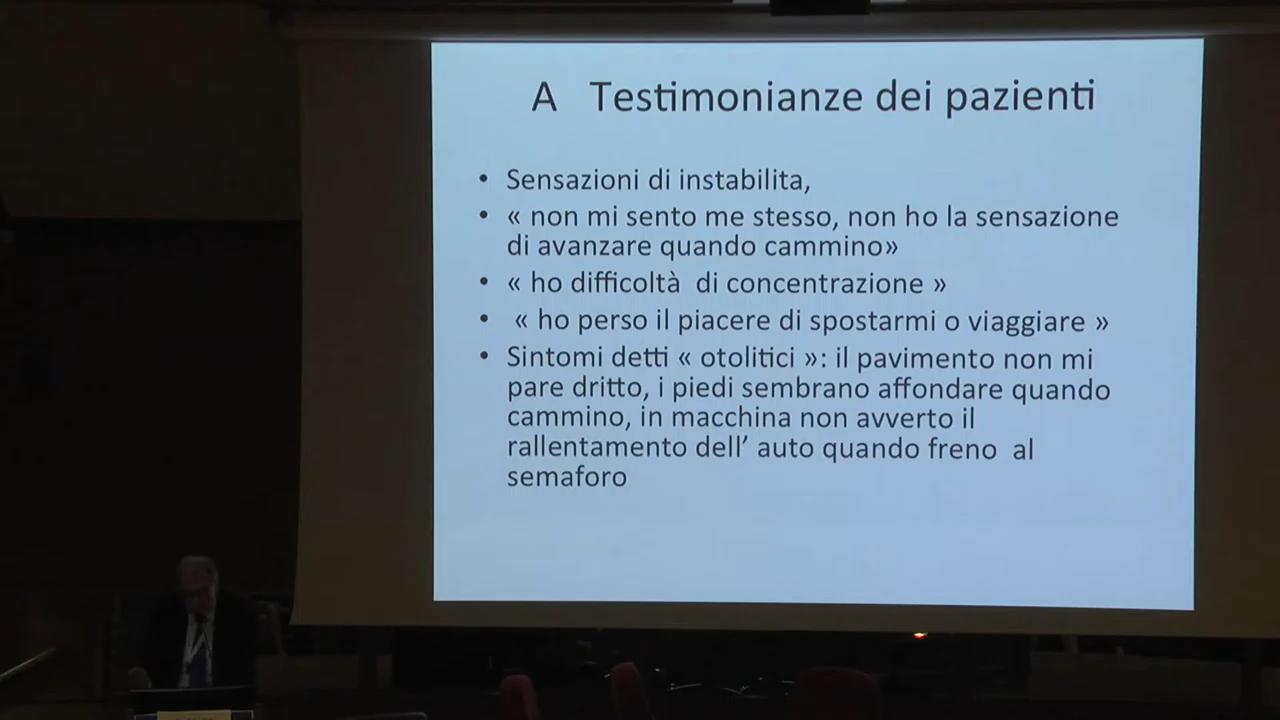 A Testimonianze dei pazienti
• Sensazioni di instabilita,
• « non mi sento me stesso, non ho la sensazione
di avanzare quando cammino»
• « ho difficoltà di concentrazione »
• « ho perso il piacere di spostarmi o viaggiare »
• Sintomi detti « otolitici »: il pavimento non mi
pare dritto, i piedi sembrano affondare quando
cammino, in macchina non avverto il
rallentamento dell’ auto quando freno al
semaforo